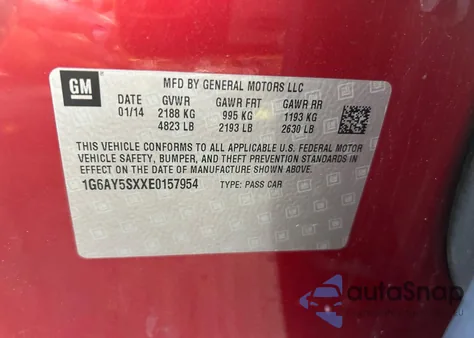 GM
MFD BY GENERAL MOTORS LLC
DATE GVWR GAWR FRT GAWR RR
01/14 2188 KG 995 KG 1193 KG
4823 LB 2193 LB 2630 LB
THIS VEHICLE CONFORMS TO ALL APPLICABLE U.S. FEDERAL MOTOR
VEHICLE SAFETY, BUMPER, AND THEFT PREVENTION STANDARDS IN
EFFECT ON THE DATE OF MANUFACTURE SHOWN ABOVE.
1G6AY5SXXE0157954 TYPE: PASS CAR
autoSnap